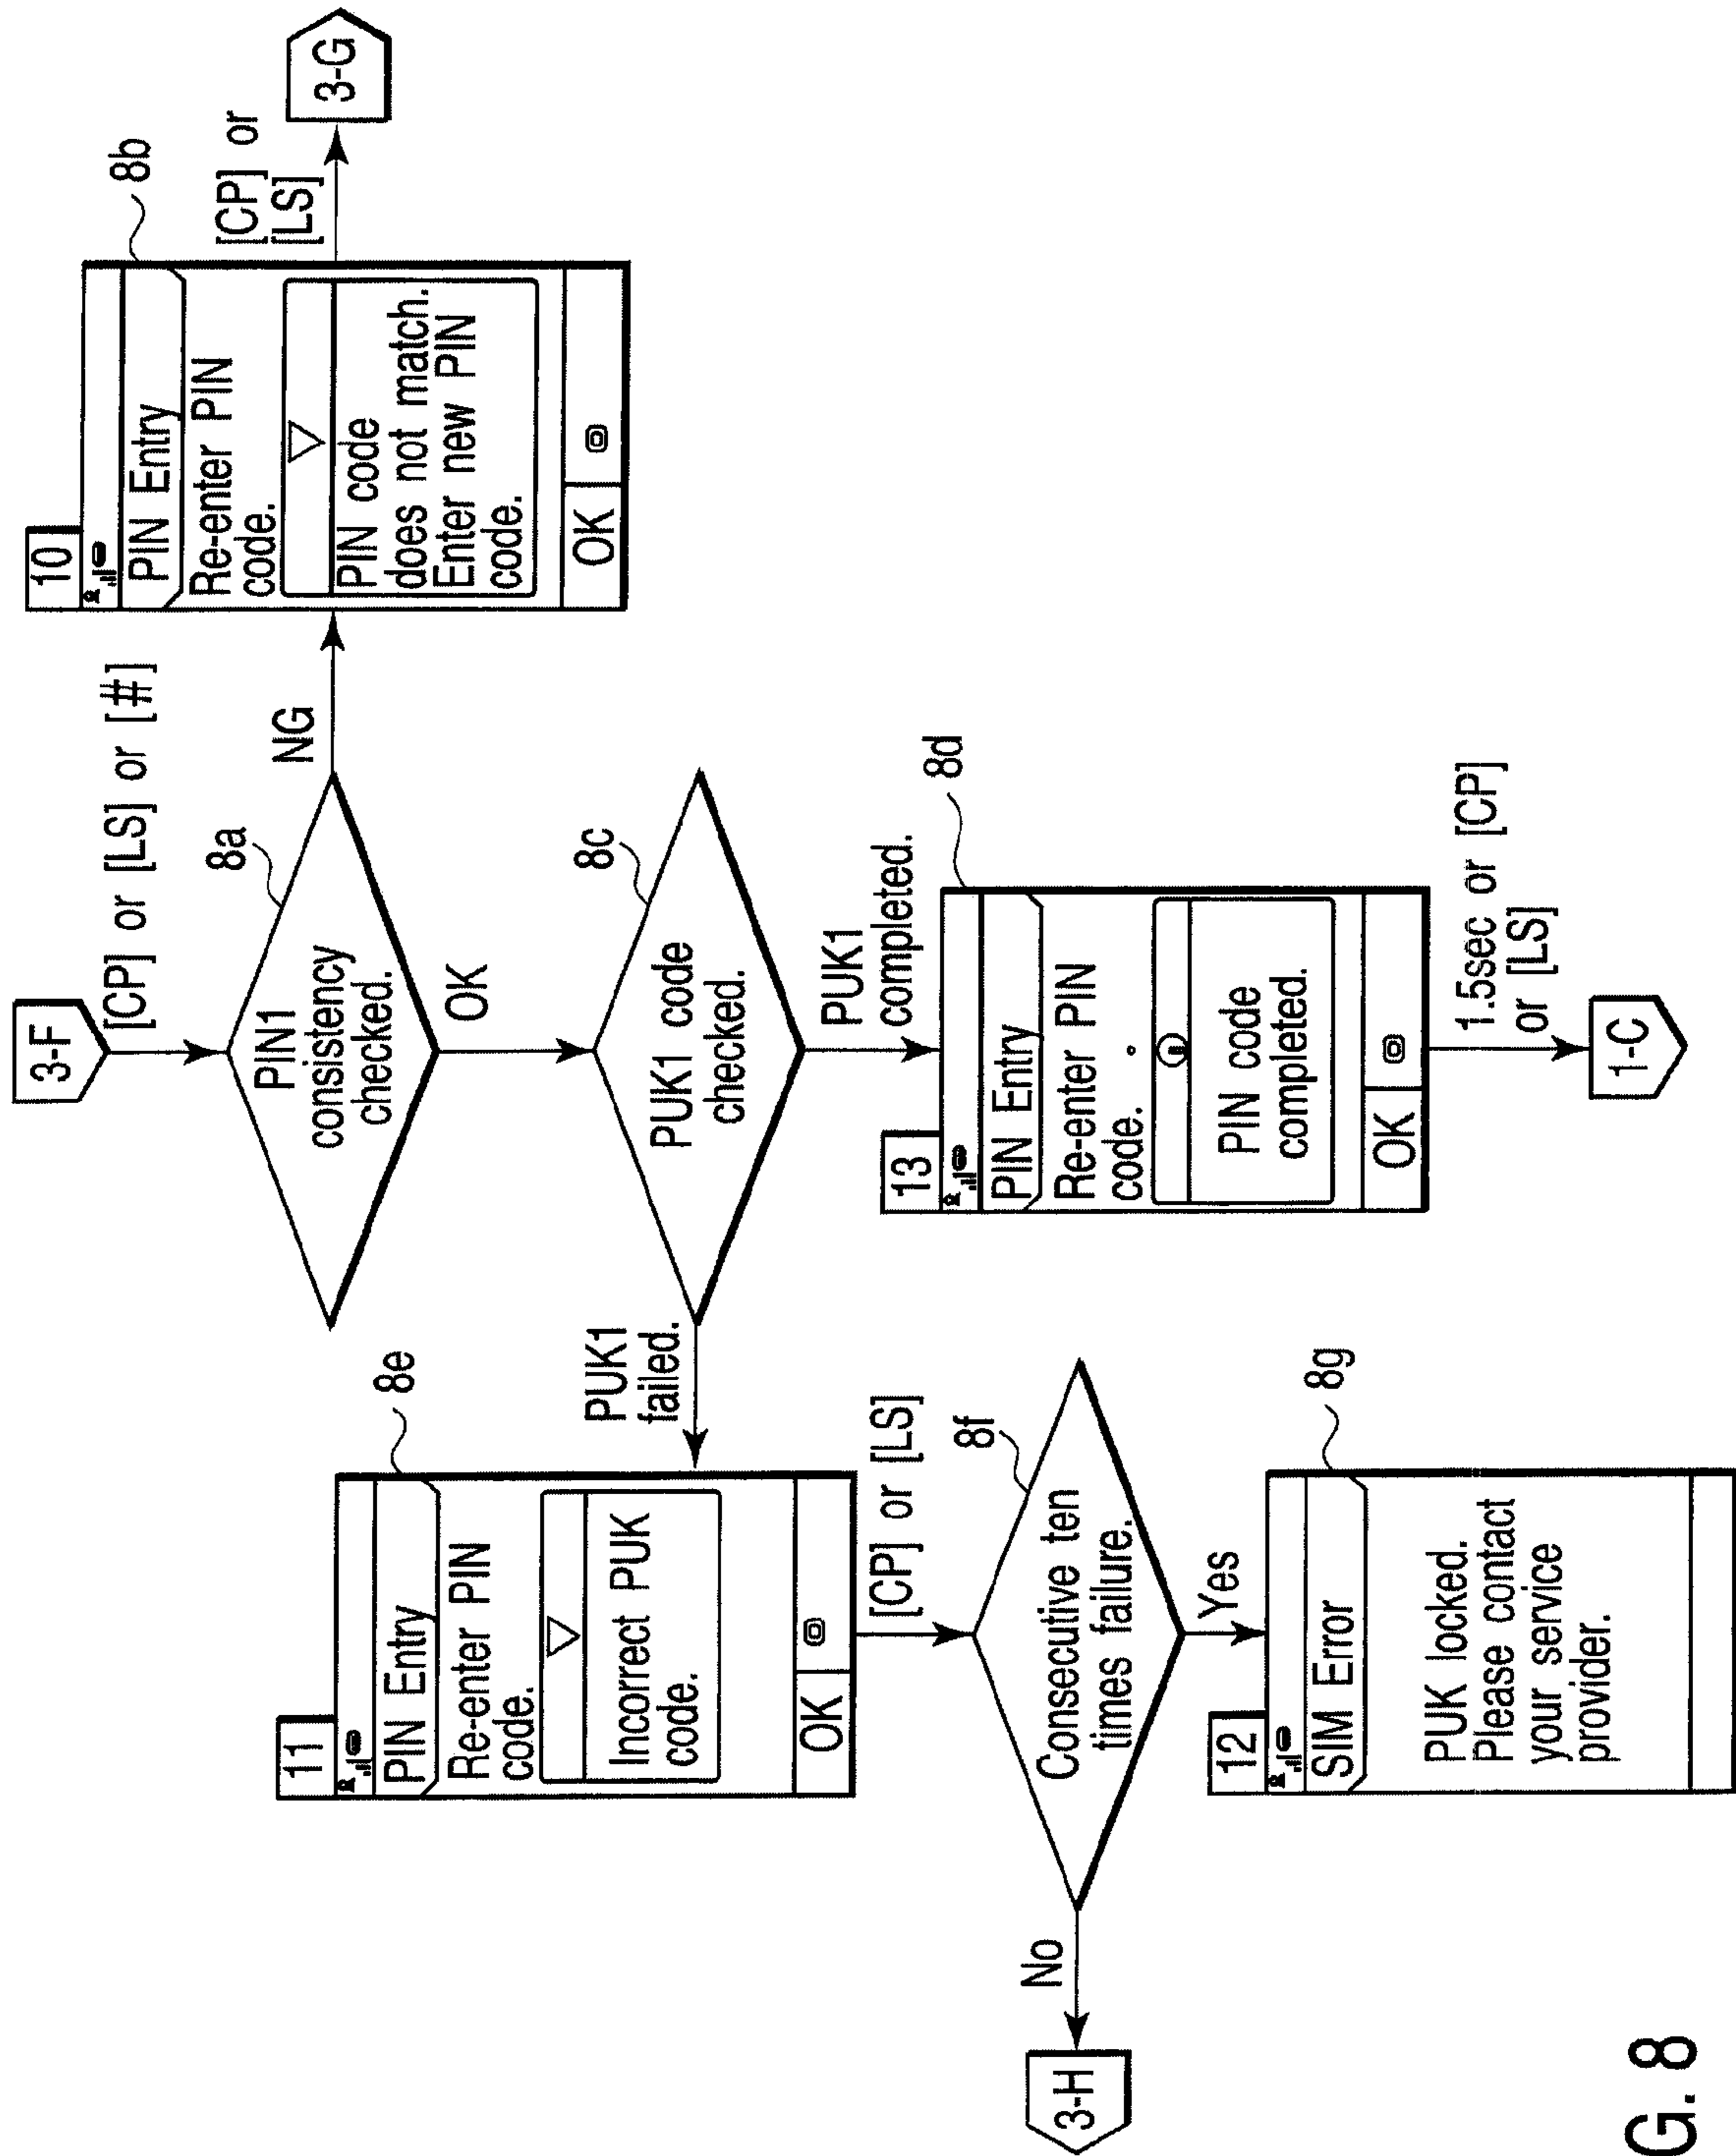 3-F
[CP] or [LS] or [#]
8a
PIN1
consistency
checked.
NG
10
8b
PIN Entry
Re-enter PIN
code.
PIN code
does not match.
Enter new PIN
code.
OK
[CP] or
[LS]
3-G
OK
8c
PUK1 code
checked.
PUK1
failed.
PUK1
completed.
11
8e
PIN Entry
Re-enter PIN
code.
Incorrect PUK
code.
OK
[CP] or [LS]
13
8d
PIN Entry
Re-enter PIN
code.
PIN code
completed.
OK
1.5sec or [CP]
or [LS]
1-C
8f
Consecutive ten
times failure.
No
3-H
Yes
12
8g
SIM Error
PUK locked.
Please contact
your service
provider.
G. 8